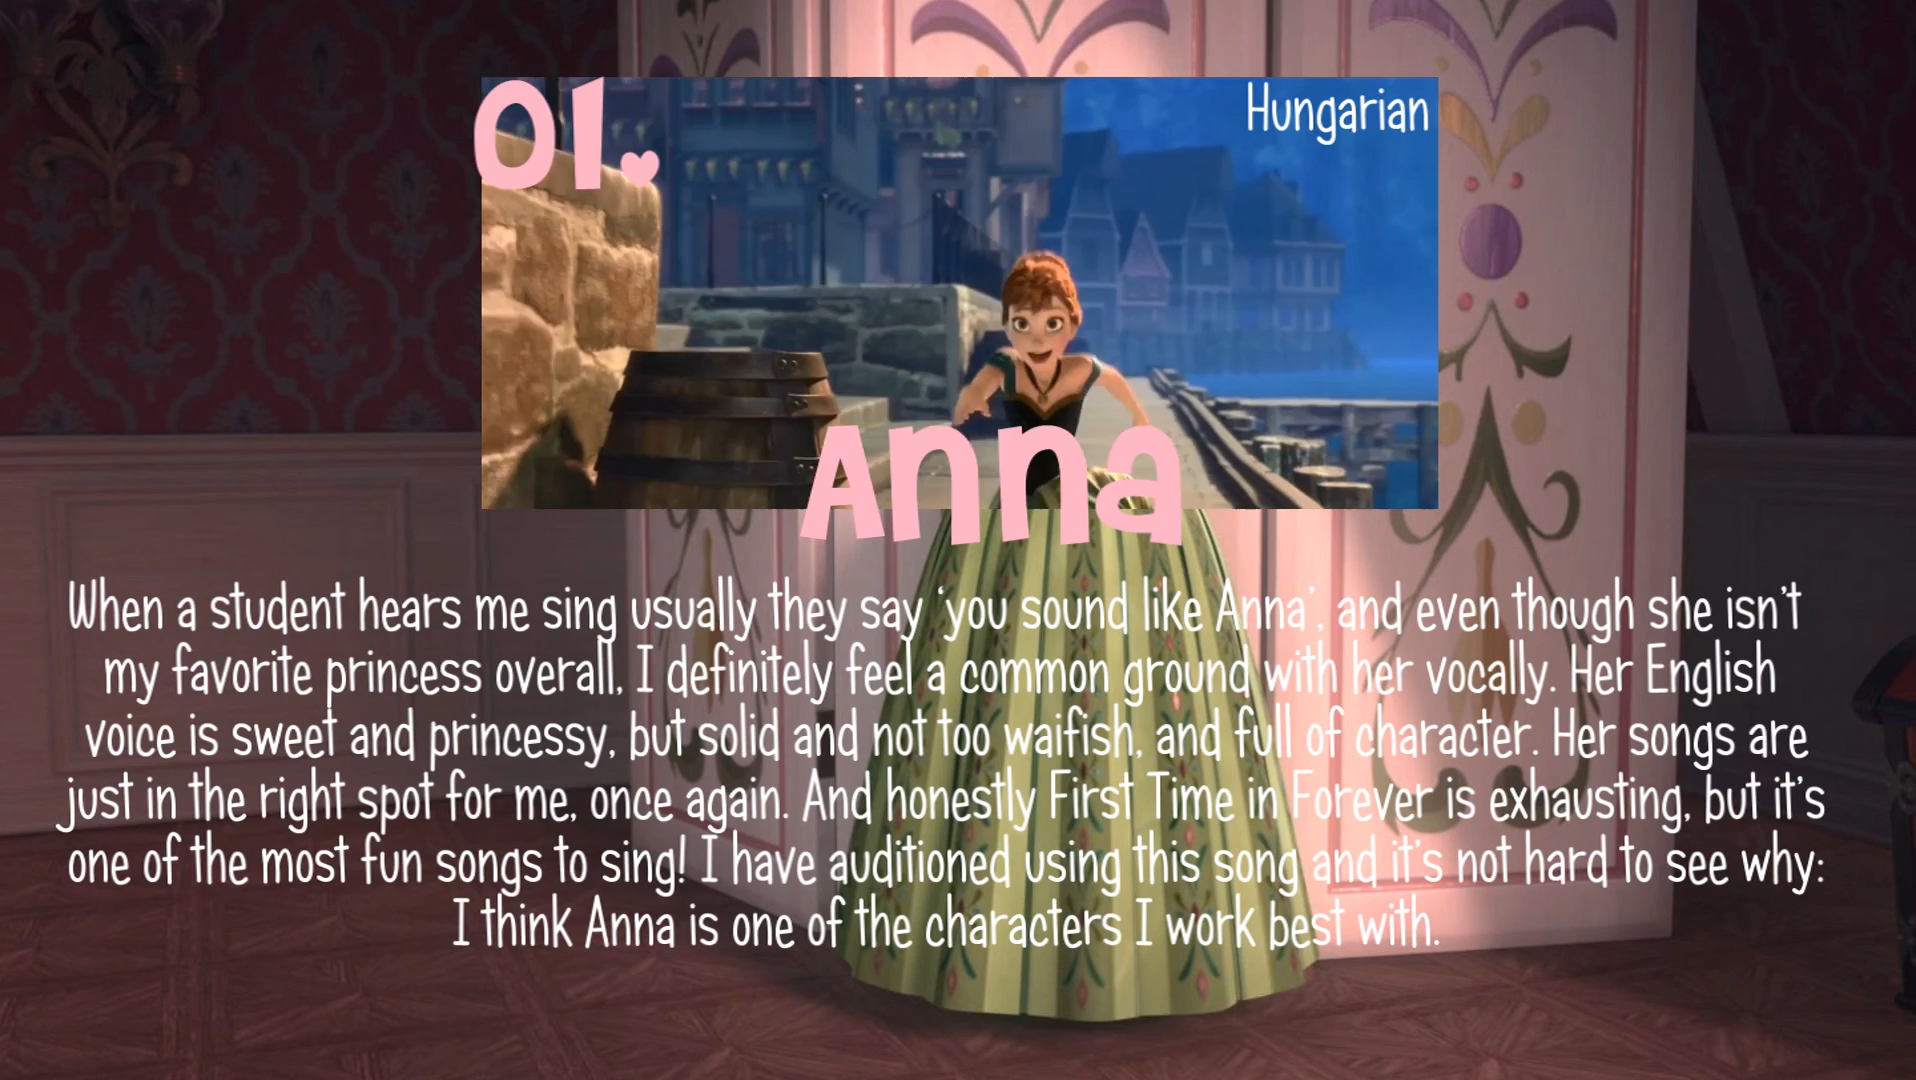 01.
Hungarian
Anna
When a student hears me sing usually they say ‘you sound like Anna’, and even though she isn’t
my favorite princess overall, I definitely feel a common ground with her vocally. Her English
voice is sweet and princessy, but solid and not too waifish, and full of character. Her songs are
just in the right spot for me, once again. And honestly First Time in Forever is exhausting, but it’s
one of the most fun songs to sing! I have auditioned using this song and it’s not hard to see why:
I think Anna is one of the characters I work best with.